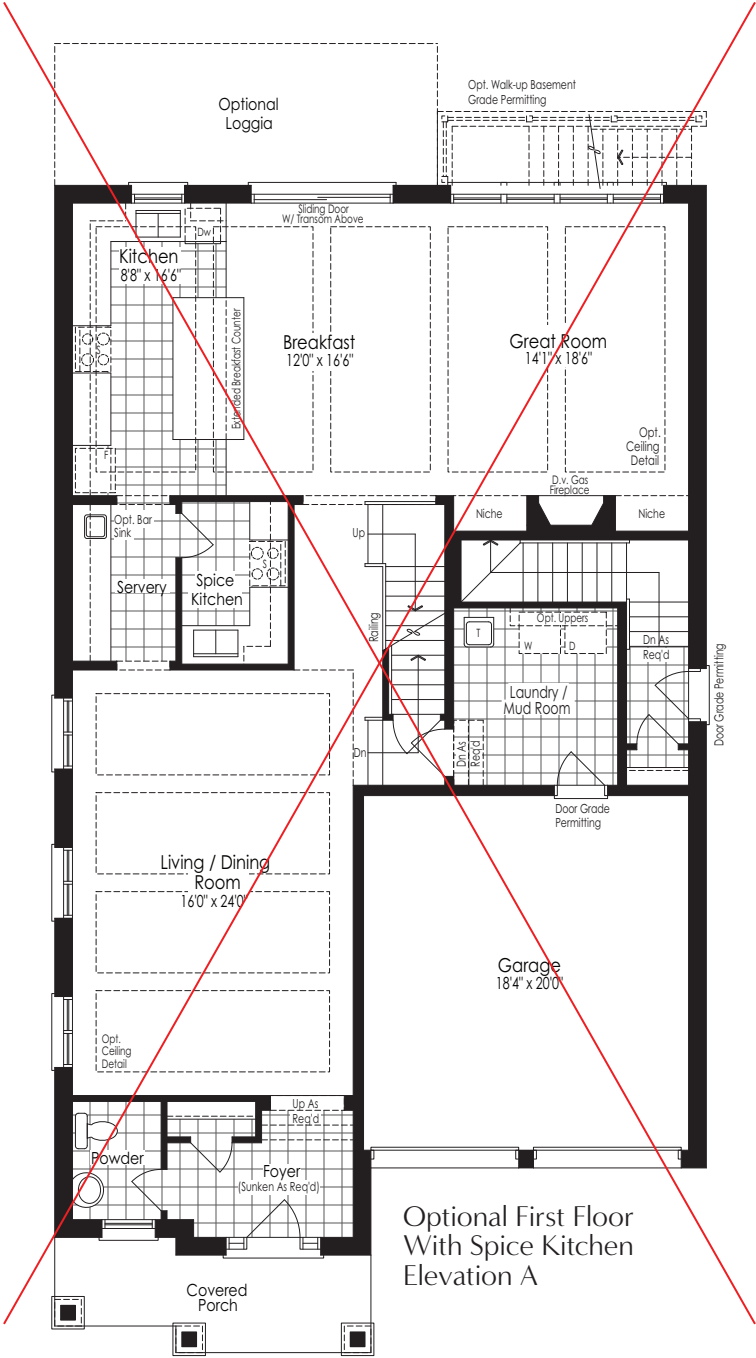 Optional
Loggia
Opt. Walk-up Basement
Grade Permitting
Sliding Door
W/ Transom Above
Dw
Kitchen
8'8" x 16'6"
Extended Breakfast Counter
Breakfast
12'0" x 16'6"
Great Room
14'1" x 18'6"
Opt.
Ceiling
Detail
F
D.v. Gas
Fireplace
Niche
Niche
Opt. Bar
Sink
Servery
Spice
Kitchen
S
Up
Railing
Dn
T
Opt. Uppers
W
D
Laundry /
Mud Room
Dn As
Req'd
Dn As
Req'd
Door Grade Permitting
Door Grade
Permitting
Living / Dining
Room
16'0" x 24'0"
Opt.
Ceiling
Detail
Garage
18'4" x 20'0"
Up As
Req'd
Powder
Foyer
(Sunken As Req'd)
Covered
Porch
Optional First Floor
With Spice Kitchen
Elevation A